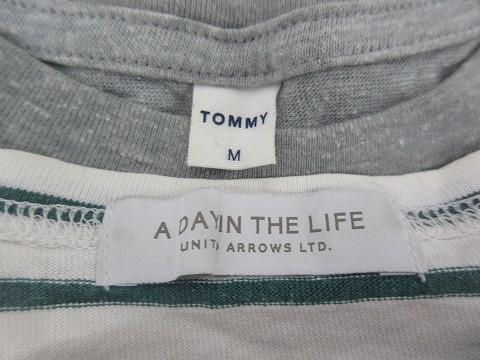 TOMMY
M
A DAY IN THE LIFE
UNITED ARROWS LTD.